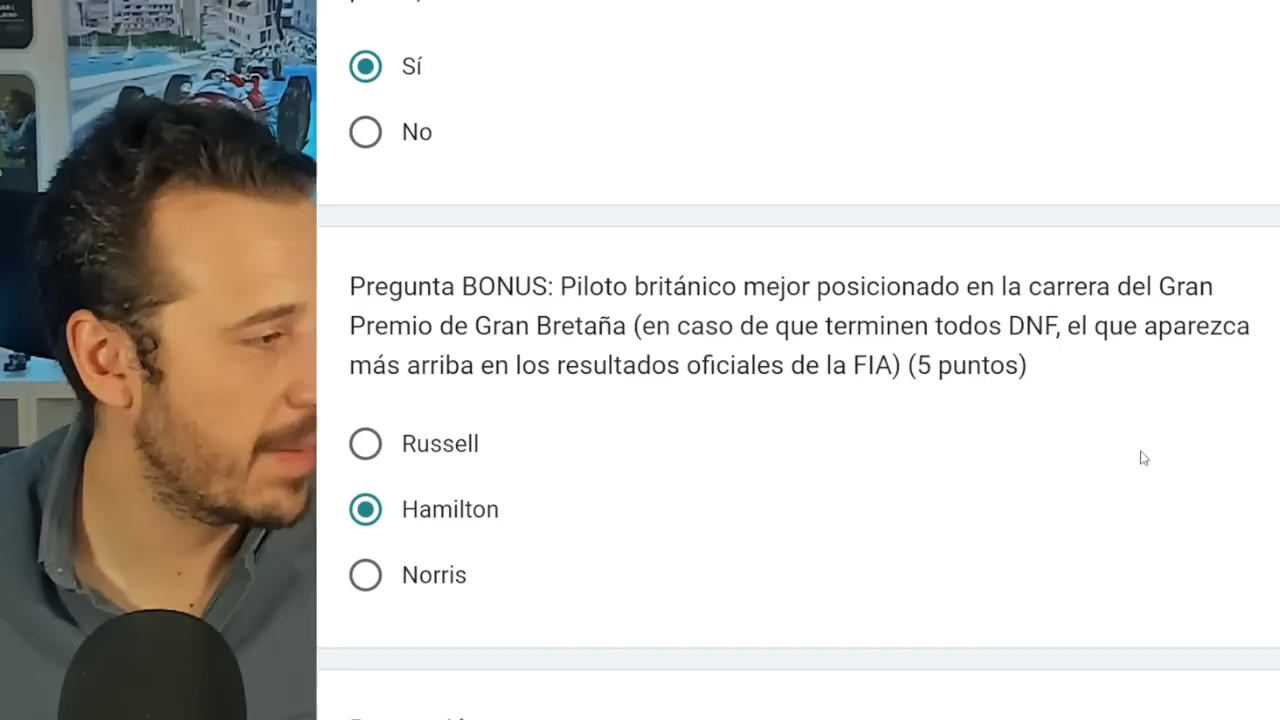 Sí
No
Pregunta BONUS: Piloto británico mejor posicionado en la carrera del Gran
Premio de Gran Bretaña (en caso de que terminen todos DNF, el que aparezca
más arriba en los resultados oficiales de la FIA) (5 puntos)
Russell
Hamilton
Norris